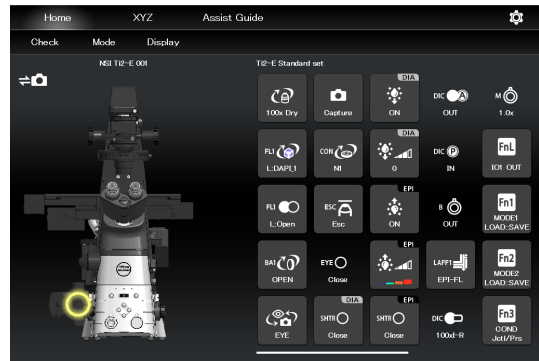 Home
XYZ
Assist Guide
Check
Mode
Display
NSI Ti2-E 001
Ti2-E Standard
set
100x Dry
Capture
DIA
ON
DIC
A
OUT
M
1.0x
FL1
L:DAPI_1
CON
N1
DIA
0
DIC
P
IN
FnL
IO1 OUT
FL1
L:Open
ESC
Esc
EPI
ON
B
OUT
Fn1
MODE1
LOAD:SAVE
BA1
OPEN
EYE
Close
EPI
LAPP1
EPI-FL
Fn2
MODE2
LOAD:SAVE
EYE
DIA
SHTR
Close
EPI
SHTR
Close
DIC
100xI-R
Fn3
COND
Jctl/Prs